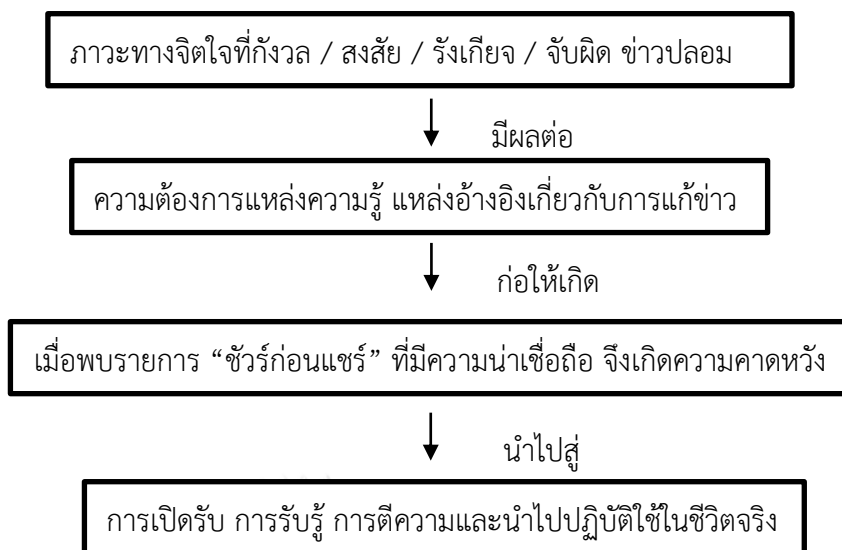 ภาวะทางจิตใจที่กังวล / สงสัย / รังเกียจ / จับผิด ข่าวปลอม
มีผลต่อ
ความต้องการแหล่งความรู้ แหล่งอ้างอิงเกี่ยวกับการแก้ข่าว
ก่อให้เกิด
เมื่อพบรายการ “ชัวร์ก่อนแชร์” ที่มีความน่าเชื่อถือ จึงเกิดความคาดหวัง
นำไปสู่
การเปิดรับ การรับรู้ การตีความและนำไปปฏิบัติใช้ในชีวิตจริง